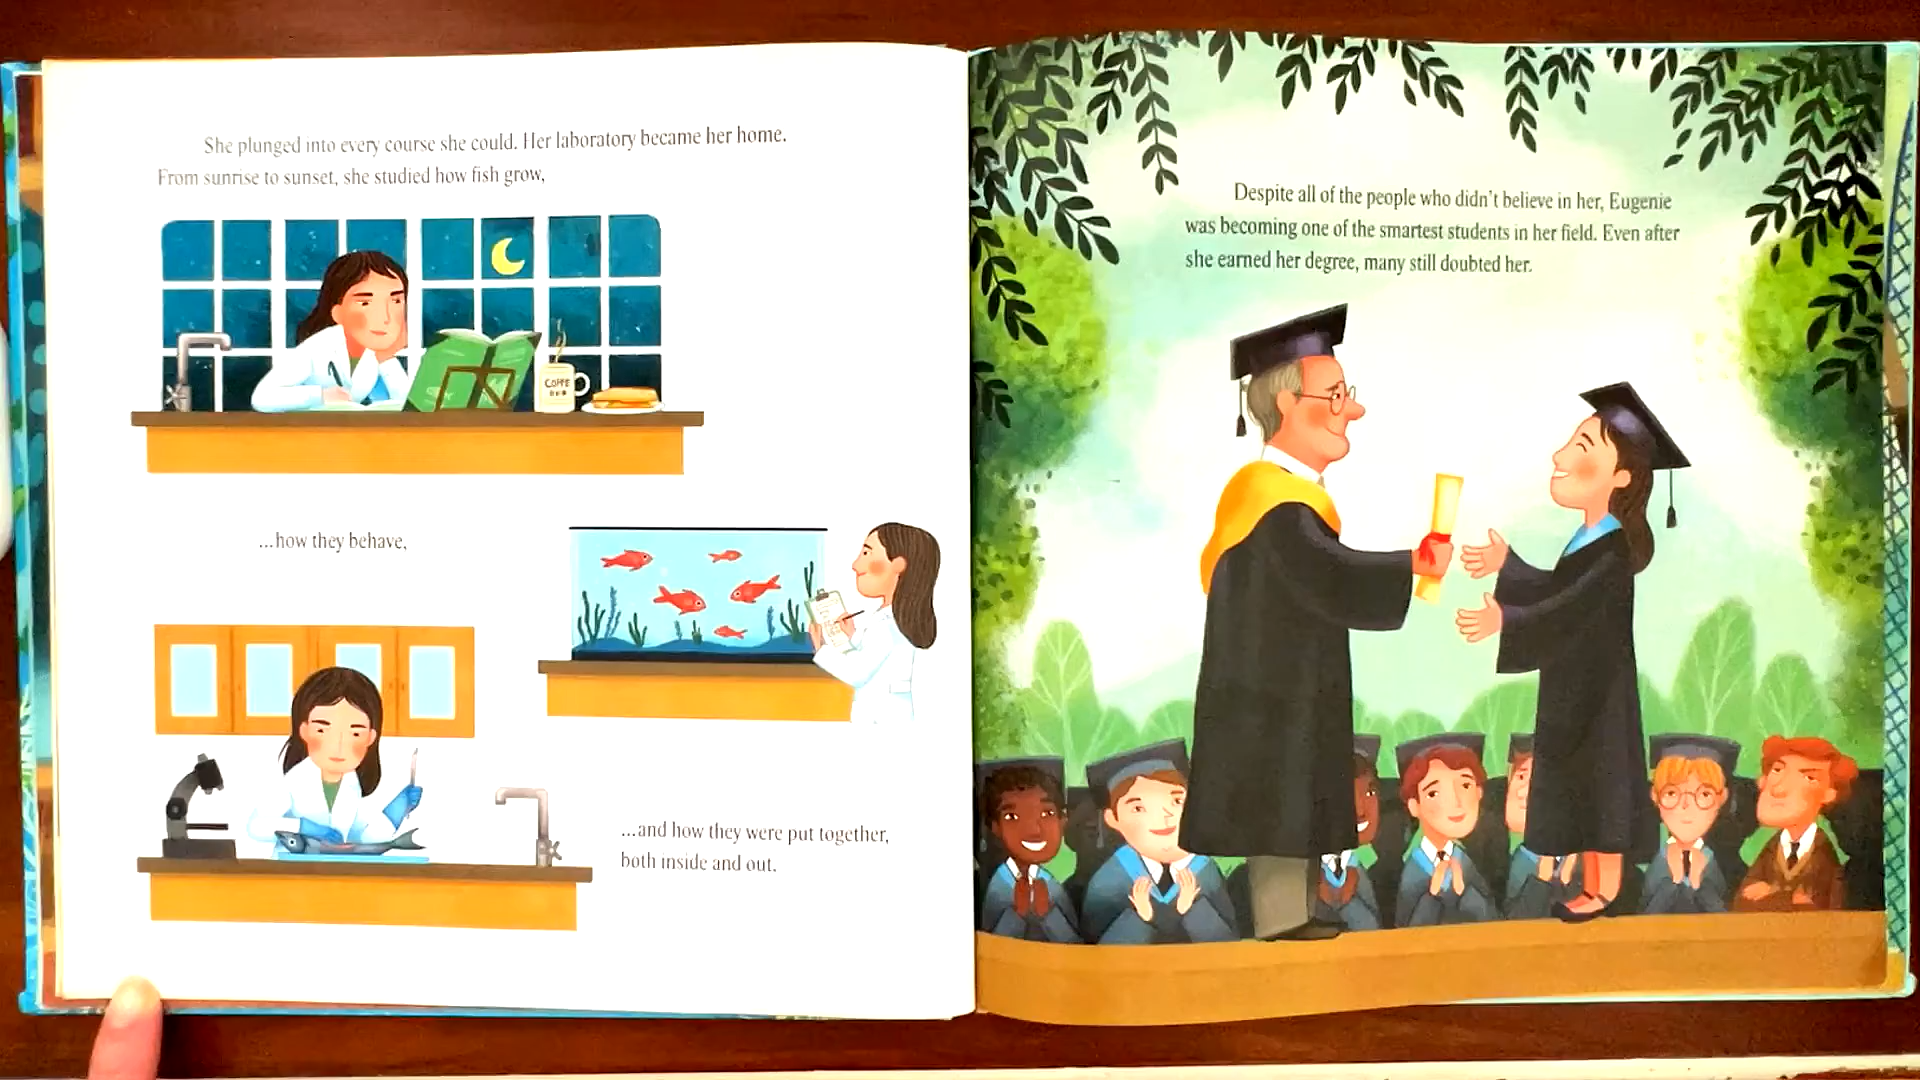 She plunged into every course she could. Her laboratory became her home.
From sunrise to sunset, she studied how fish grow,
COFFE
...how they behave,
...and how they were put together,
both inside and out.
Despite all of the people who didn't believe in her, Eugenie
was becoming one of the smartest students in her field. Even after
she earned her degree, many still doubted her.